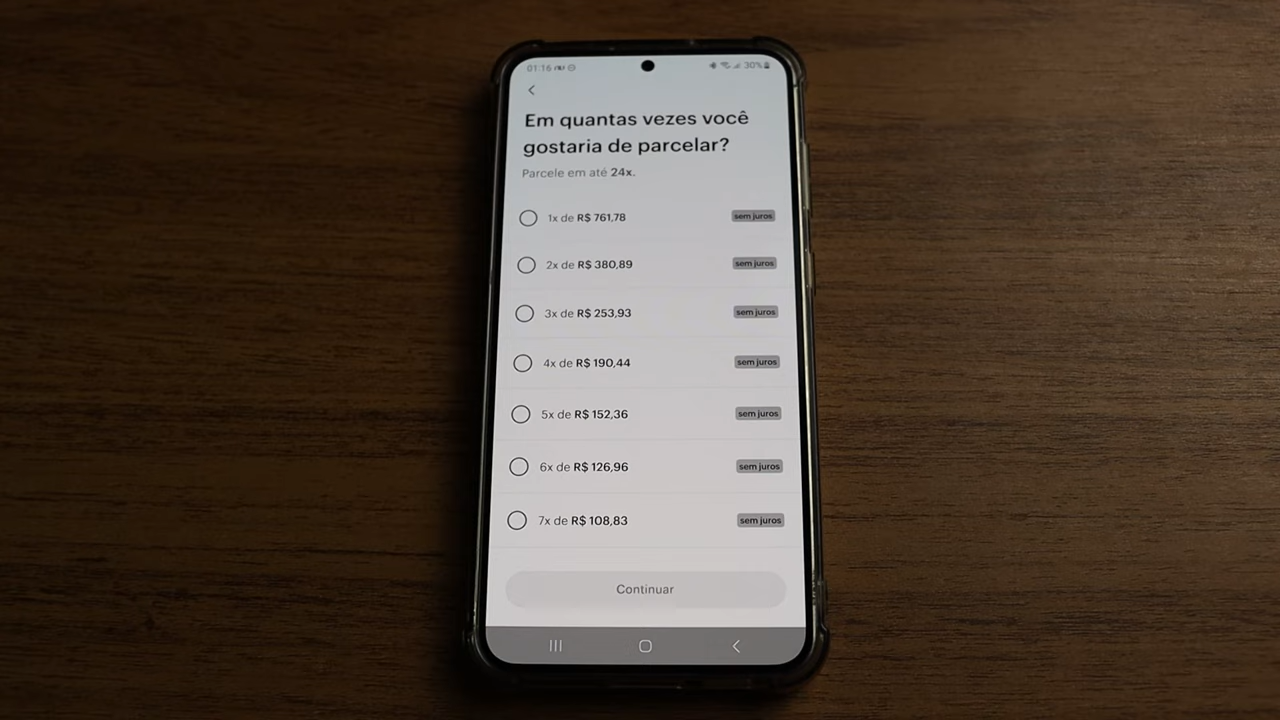 01:16
30%
Em quantas vezes você
gostaria de parcelar?
Parcele em até 24x.
1x de R$ 761,78 sem juros
2x de R$ 380,89 sem juros
3x de R$ 253,93 sem juros
4x de R$ 190,44 sem juros
5x de R$ 152,36 sem juros
6x de R$ 126,96 sem juros
7x de R$ 108,83 sem juros
Continuar